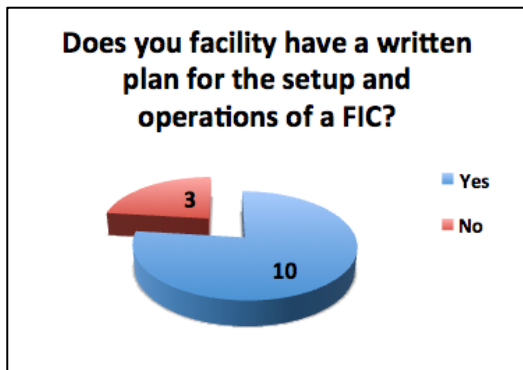 Does you facility have a written
plan for the setup and
operations of a FIC?
Yes
3
No
10